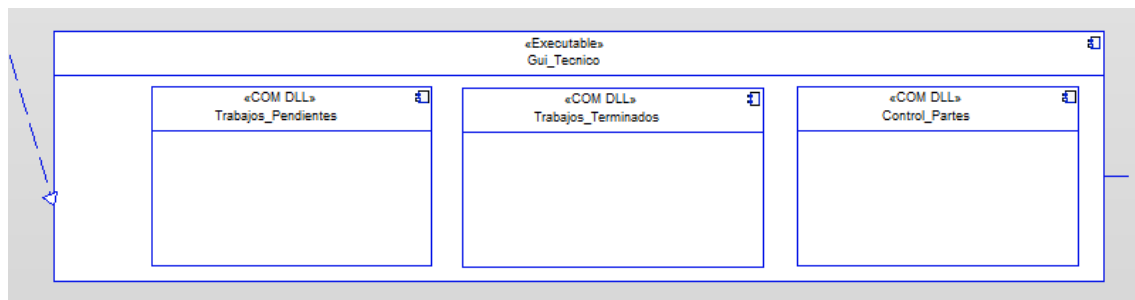 «Executable»
Gui_Tecnico
«COM DLL»
Trabajos_Pendientes
«COM DLL»
Trabajos_Terminados
«COM DLL»
Control_Partes